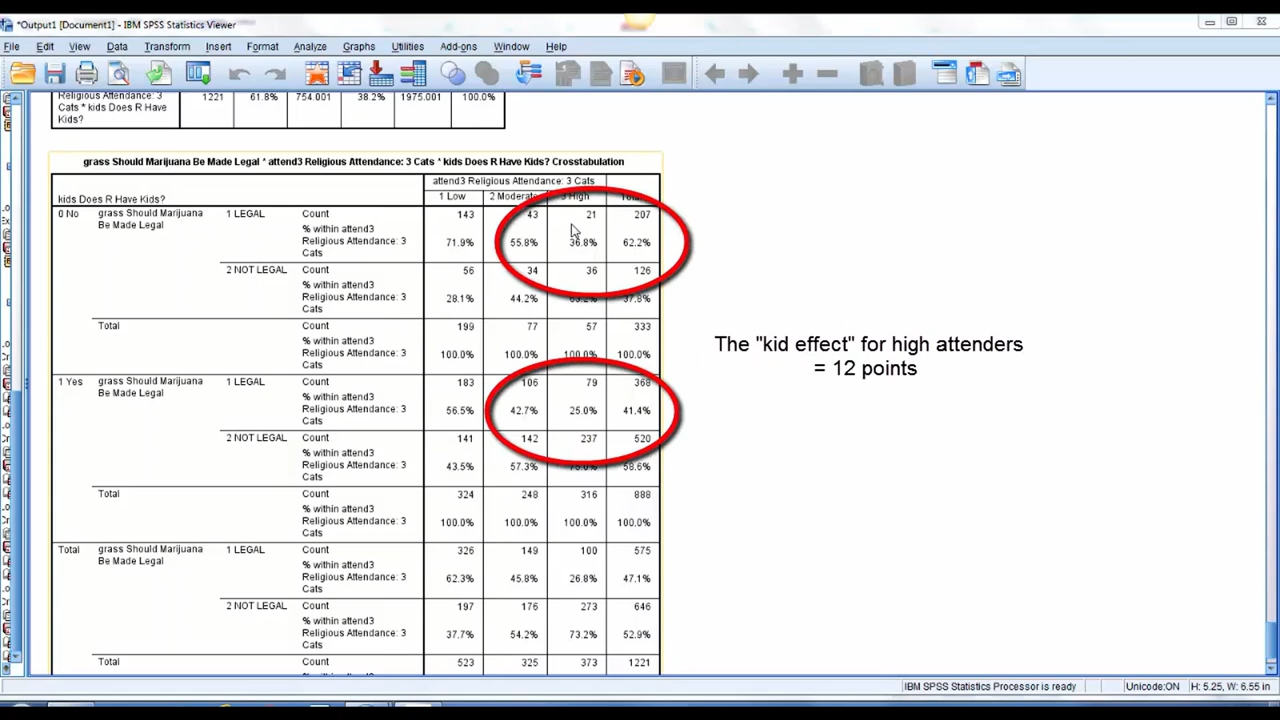 *Output1 [Document1] - IBM SPSS Statistics Viewer
File Edit View Data Transform Insert Format Analyze Graphs Utilities Add-ons Window Help
Religious Attendance: 3 1221 61.8% 754.001 38.2% 1975.001 100.0%
Cats * kids Does R Have
Kids?
grass Should Marijuana Be Made Legal * attend3 Religious Attendance: 3 Cats * kids Does R Have Kids? Crosstabulation
attend3 Religious Attendance: 3 Cats
kids Does R Have Kids? 1 Low 2 Moderate 3 High Total
0 No grass Should Marijuana 1 LEGAL Count 143 43 21 207
Be Made Legal % within attend3
Religious Attendance: 3 71.9% 55.8% 36.8% 62.2%
Cats
2 NOT LEGAL Count 56 34 36 126
% within attend3
Religious Attendance: 3 28.1% 44.2% 63.2% 37.8%
Cats
Total Count 199 77 57 333
% within attend3
Religious Attendance: 3 100.0% 100.0% 100.0% 100.0%
Cats
1 Yes grass Should Marijuana 1 LEGAL Count 183 106 79 368
Be Made Legal % within attend3
Religious Attendance: 3 56.5% 42.7% 25.0% 41.4%
Cats
2 NOT LEGAL Count 141 142 237 520
% within attend3
Religious Attendance: 3 43.5% 57.3% 75.0% 58.6%
Cats
Total Count 324 248 316 888
% within attend3
Religious Attendance: 3 100.0% 100.0% 100.0% 100.0%
Cats
Total grass Should Marijuana 1 LEGAL Count 326 149 100 575
Be Made Legal % within attend3
Religious Attendance: 3 62.3% 45.8% 26.8% 47.1%
Cats
2 NOT LEGAL Count 197 176 273 646
% within attend3
Religious Attendance: 3 37.7% 54.2% 73.2% 52.9%
Cats
Total Count 523 325 373 1221
The "kid effect" for high attenders
= 12 points
IBM SPSS Statistics Processor is ready Unicode:ON H: 5.25, W: 6.55 in